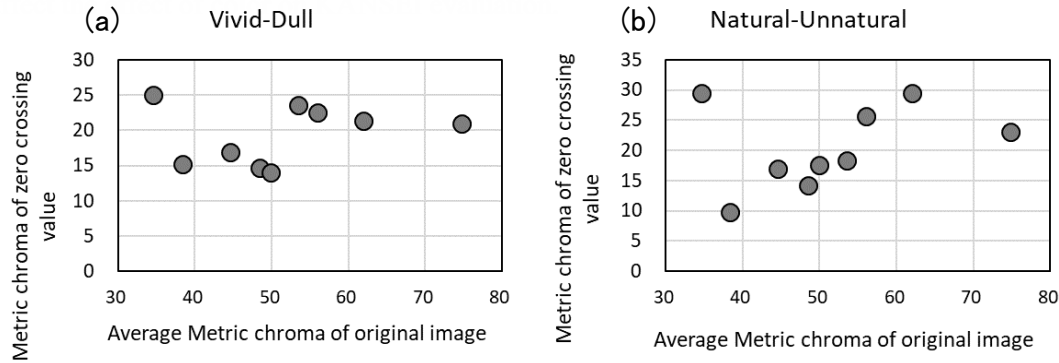 (a) Vivid-Dull
Metric chroma of zero crossing
value
30
25
20
15
10
5
0
30 40 50 60 70 80
Average Metric chroma of original image
(b) Natural-Unnatural
Metric chroma of zero crossing
value
35
30
25
20
15
10
5
0
30 40 50 60 70 80
Average Metric chroma of original image